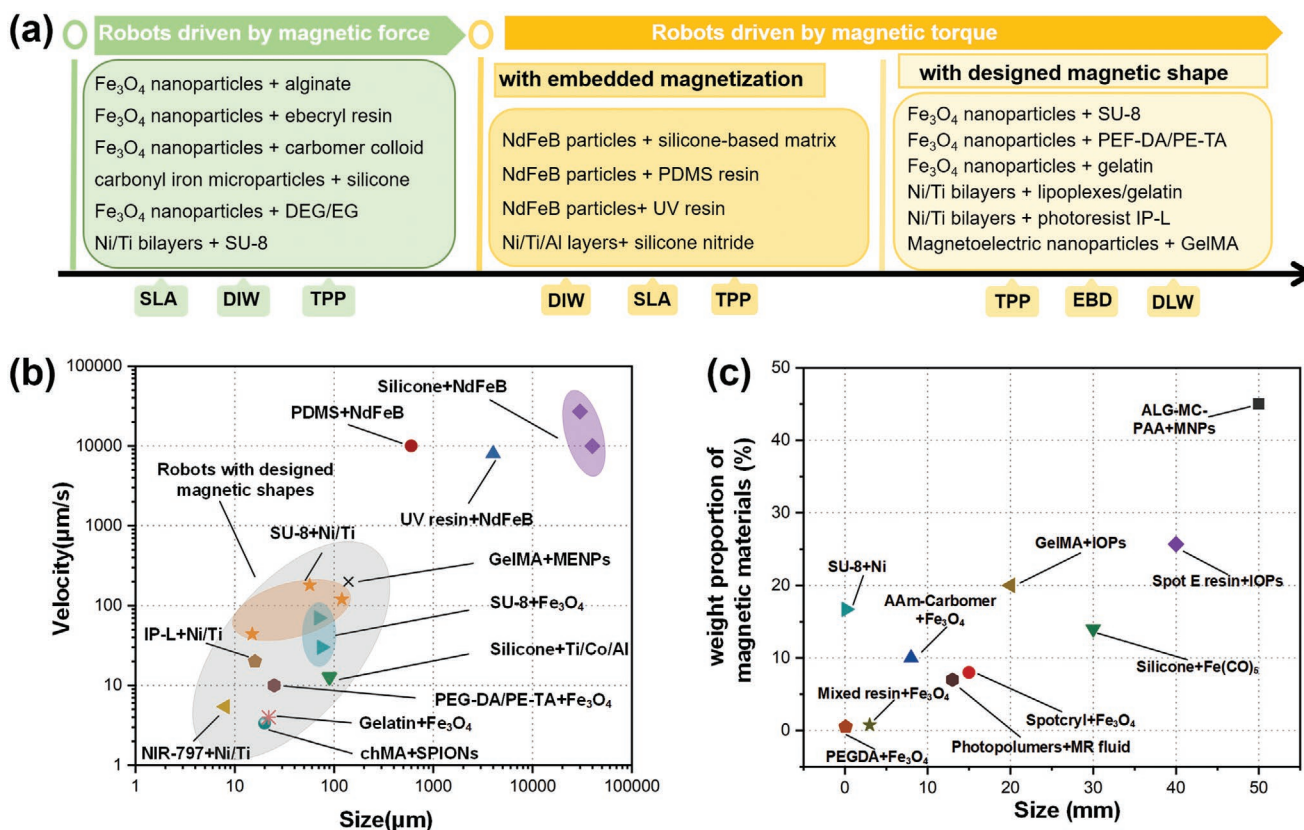 (a)
Robots driven by magnetic force
Robots driven by magnetic torque
Fe₃O₄ nanoparticles + alginate
Fe₃O₄ nanoparticles + ebecryl resin
Fe₃O₄ nanoparticles + carbomer colloid
carbonyl iron microparticles + silicone
Fe₃O₄ nanoparticles + DEG/EG
Ni/Ti bilayers + SU-8
with embedded magnetization
NdFeB particles + silicone-based matrix
NdFeB particles + PDMS resin
NdFeB particles+ UV resin
Ni/Ti/Al layers+ silicone nitride
with designed magnetic shape
Fe₃O₄ nanoparticles + SU-8
Fe₃O₄ nanoparticles + PEF-DA/PE-TA
Fe₃O₄ nanoparticles + gelatin
Ni/Ti bilayers + lipoplexes/gelatin
Ni/Ti bilayers + photoresist IP-L
Magnetoelectric nanoparticles + GelMA
SLA
DIW
TPP
DIW
SLA
TPP
TPP
EBD
DLW
(b)
Velocity(μm/s)
100000
10000
1000
100
10
1
Silicone+NdFeB
PDMS+NdFeB
Robots with designed
magnetic shapes
UV resin+NdFeB
SU-8+Ni/Ti
GelMA+MENPs
SU-8+Fe₃O₄
IP-L+Ni/Ti
Silicone+Ti/Co/Al
PEG-DA/PE-TA+Fe₃O₄
Gelatin+Fe₃O₄
NIR-797+Ni/Ti
chMA+SPIONs
1
10
100
1000
10000
100000
Size(μm)
(c)
weight proportion of
magnetic materials (%)
50
45
40
35
30
25
20
15
10
5
0
ALG-MC-
PAA+MNPs
GelMA+IOPs
SU-8+Ni
Spot E resin+IOPs
AAm-Carbomer
+Fe₃O₄
Silicone+Fe(CO)₅
Mixed resin+Fe₃O₄
Spotcryl+Fe₃O₄
Photopolumers+MR fluid
PEGDA+Fe₃O₄
0
10
20
30
40
50
Size (mm)